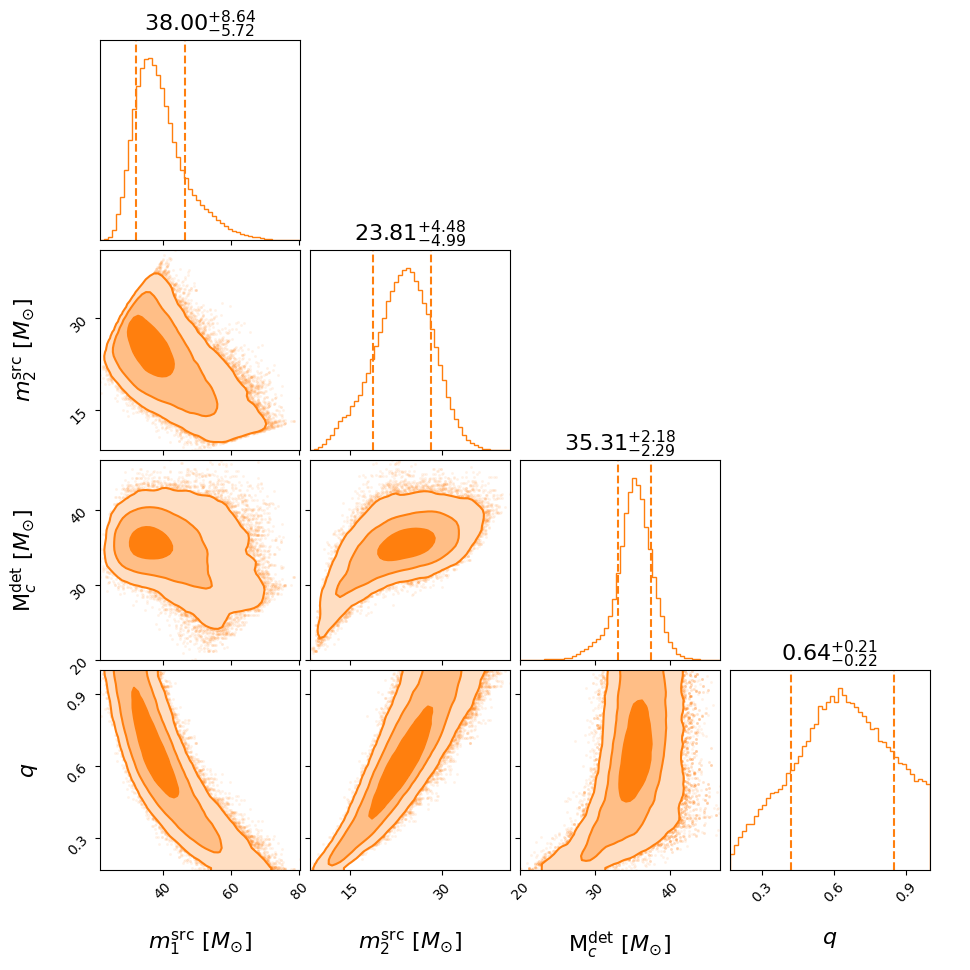 38.00^{+8.64}_{-5.72}
23.81^{+4.48}_{-4.99}
30
15
m_2^{src} [M_⊙]
35.31^{+2.18}_{-2.29}
40
30
20
M_c^{det} [M_⊙]
0.64^{+0.21}_{-0.22}
0.9
0.6
0.3
q
40 60 80 15 30 20 30 40 0.3 0.6 0.9
m_1^{src} [M_⊙] m_2^{src} [M_⊙] M_c^{det} [M_⊙] q